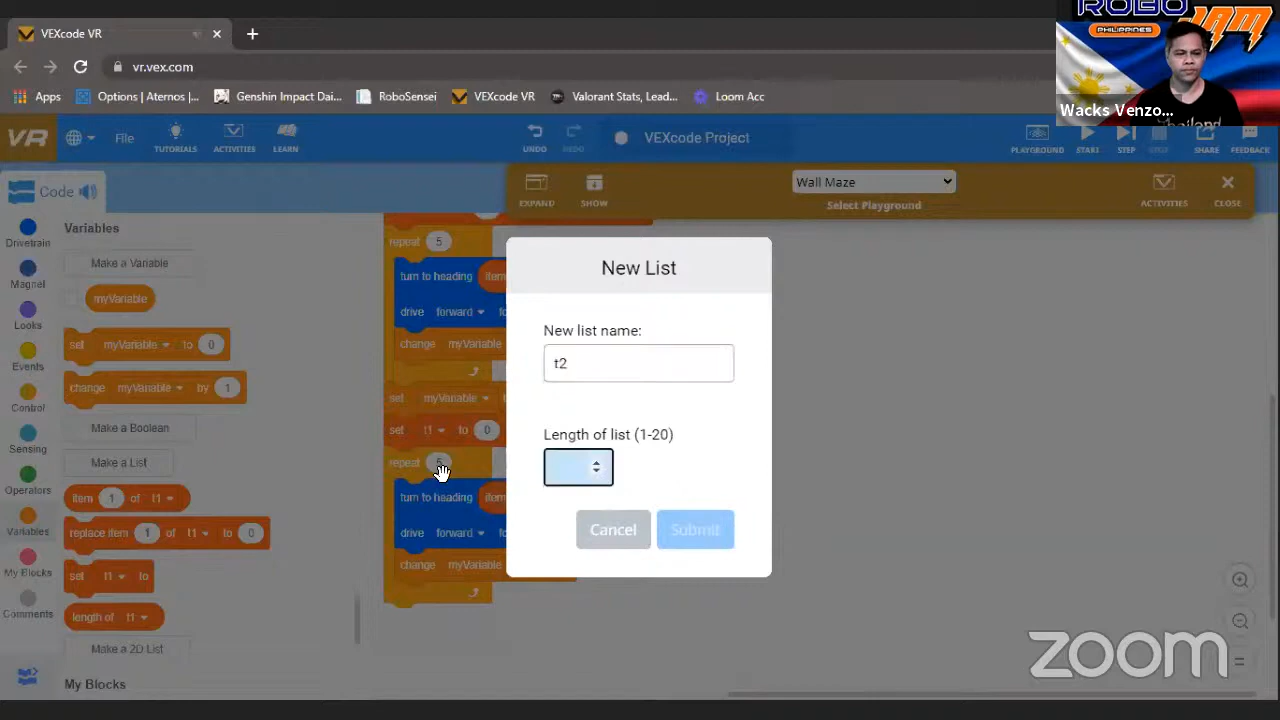 VEXcode VR
vr.vex.com
Apps
Options | Aternos |...
Genshin Impact Dai...
RoboSensei
VEXcode VR
Valorant Stats, Lead...
Loom Acc
ROBO
JAM
PHILIPPINES
Wacks Venzo...
Thailand
VR
File
TUTORIALS
ACTIVITIES
LEARN
UNDO
REDO
VEXcode Project
PLAYGROUND
START
STEP
STOP
SHARE
FEEDBACK
Code
EXPAND
SHOW
Wall Maze
Select Playground
ACTIVITIES
CLOSE
Drivetrain
Magnet
Looks
Events
Control
Sensing
Operators
Variables
My Blocks
Comments
Variables
Make a Variable
myVariable
set myVariable to 0
change myVariable by 1
Make a Boolean
Make a List
item 1 of t1
replace item 1 of t1 to 0
set t1 to
length of t1
Make a 2D List
My Blocks
repeat 5
turn to heading item
drive forward fo
change myVariable
set myVariable
set t1 to 0
repeat 5
turn to heading item
drive forward fo
change myVariable
New List
New list name:
t2
Length of list (1-20)
Cancel
Submit
zoom